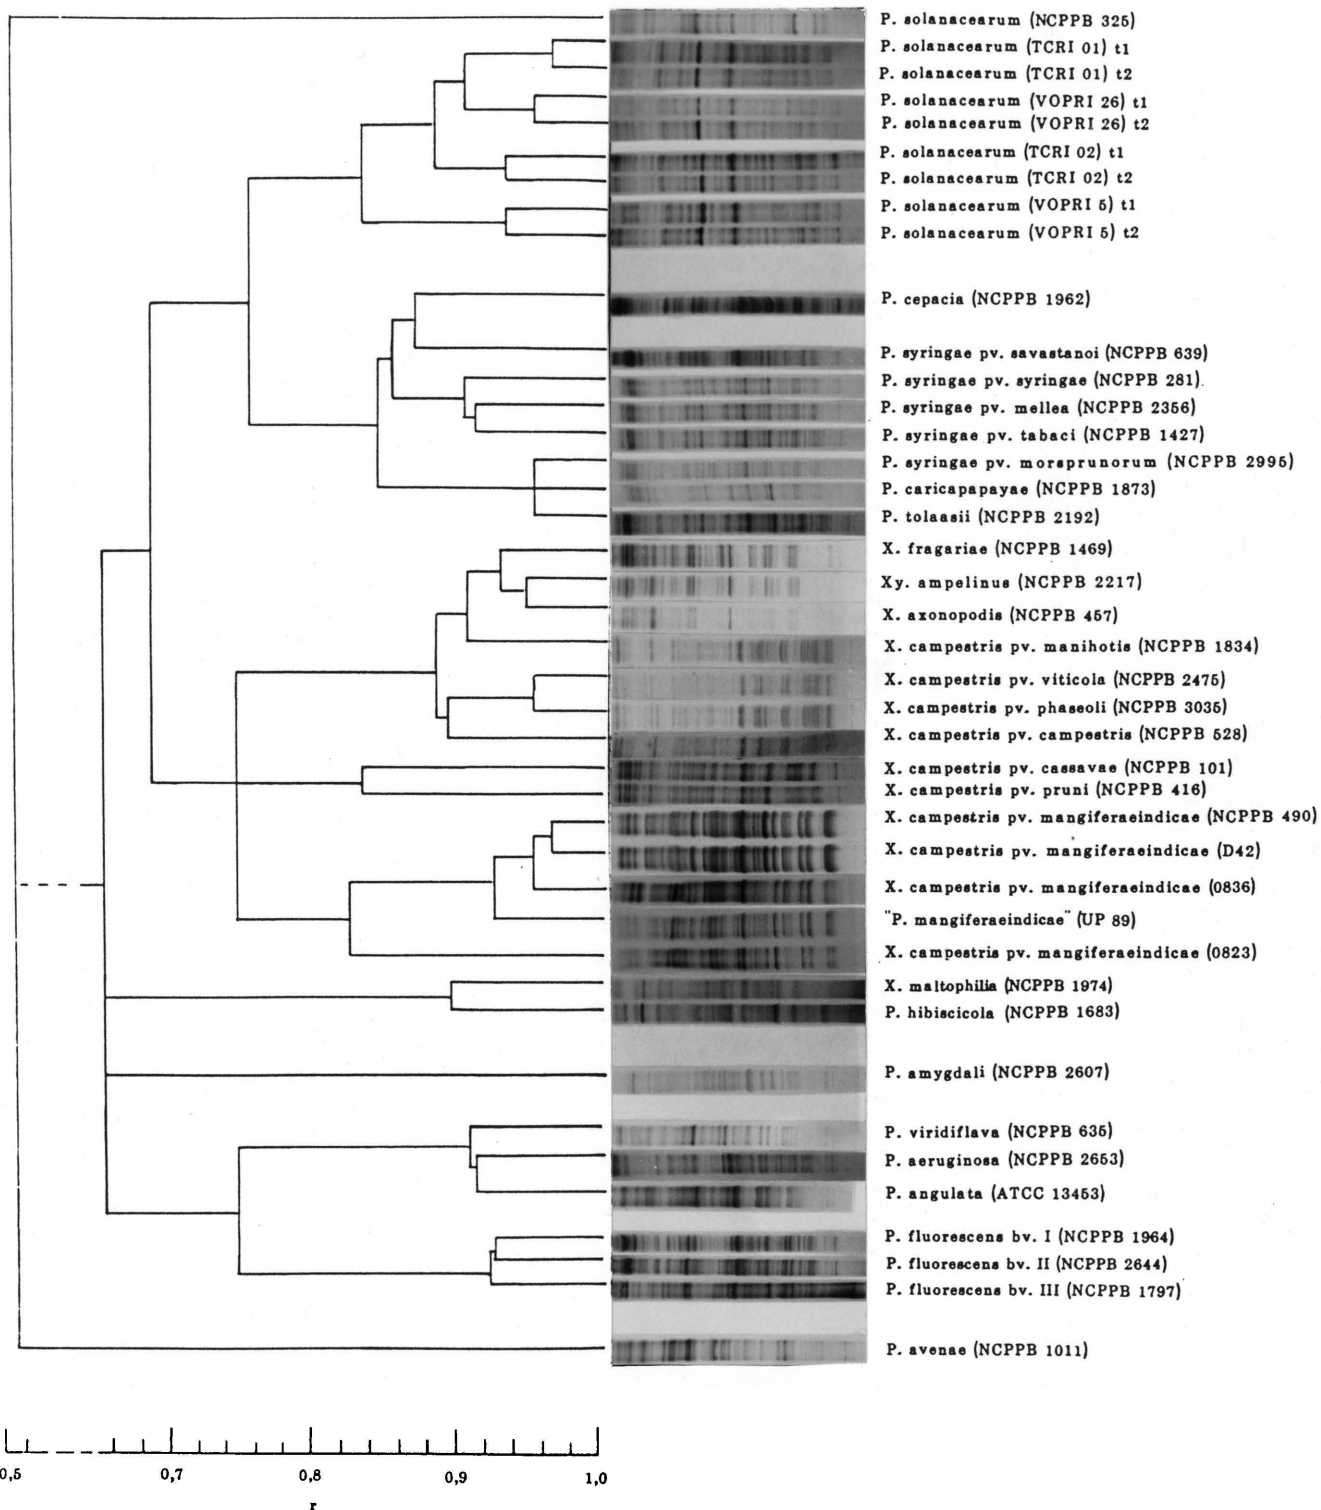 P. solanacearum (NCPPB 325)
P. solanacearum (TCRI 01) t1
P. solanacearum (TCRI 01) t2
P. solanacearum (VOPRI 26) t1
P. solanacearum (VOPRI 26) t2
P. solanacearum (TCRI 02) t1
P. solanacearum (TCRI 02) t2
P. solanacearum (VOPRI 5) t1
P. solanacearum (VOPRI 5) t2
P. cepacia (NCPPB 1962)
P. syringae pv. savastanoi (NCPPB 639)
P. syringae pv. syringae (NCPPB 281)
P. syringae pv. mellea (NCPPB 2356)
P. syringae pv. tabaci (NCPPB 1427)
P. syringae pv. morsprunorum (NCPPB 2995)
P. caricapapayae (NCPPB 1873)
P. tolaasii (NCPPB 2192)
X. fragariae (NCPPB 1469)
Xy. ampelinus (NCPPB 2217)
X. axonopodis (NCPPB 457)
X. campestris pv. manihotis (NCPPB 1834)
X. campestris pv. viticola (NCPPB 2475)
X. campestris pv. phaseoli (NCPPB 3035)
X. campestris pv. campestris (NCPPB 528)
X. campestris pv. cassavae (NCPPB 101)
X. campestris pv. pruni (NCPPB 416)
X. campestris pv. mangiferaeindicae (NCPPB 490)
X. campestris pv. mangiferaeindicae (D42)
X. campestris pv. mangiferaeindicae (0836)
"P. mangiferaeindicae" (UP 89)
X. campestris pv. mangiferaeindicae (0823)
X. maltophilia (NCPPB 1974)
P. hibiscicola (NCPPB 1683)
P. amygdali (NCPPB 2607)
P. viridiflava (NCPPB 635)
P. aeruginosa (NCPPB 2653)
P. angulata (ATCC 13453)
P. fluorescens bv. I (NCPPB 1964)
P. fluorescens bv. II (NCPPB 2644)
P. fluorescens bv. III (NCPPB 1797)
P. avenae (NCPPB 1011)
0,5 0,7 0,8 0,9 1,0
r